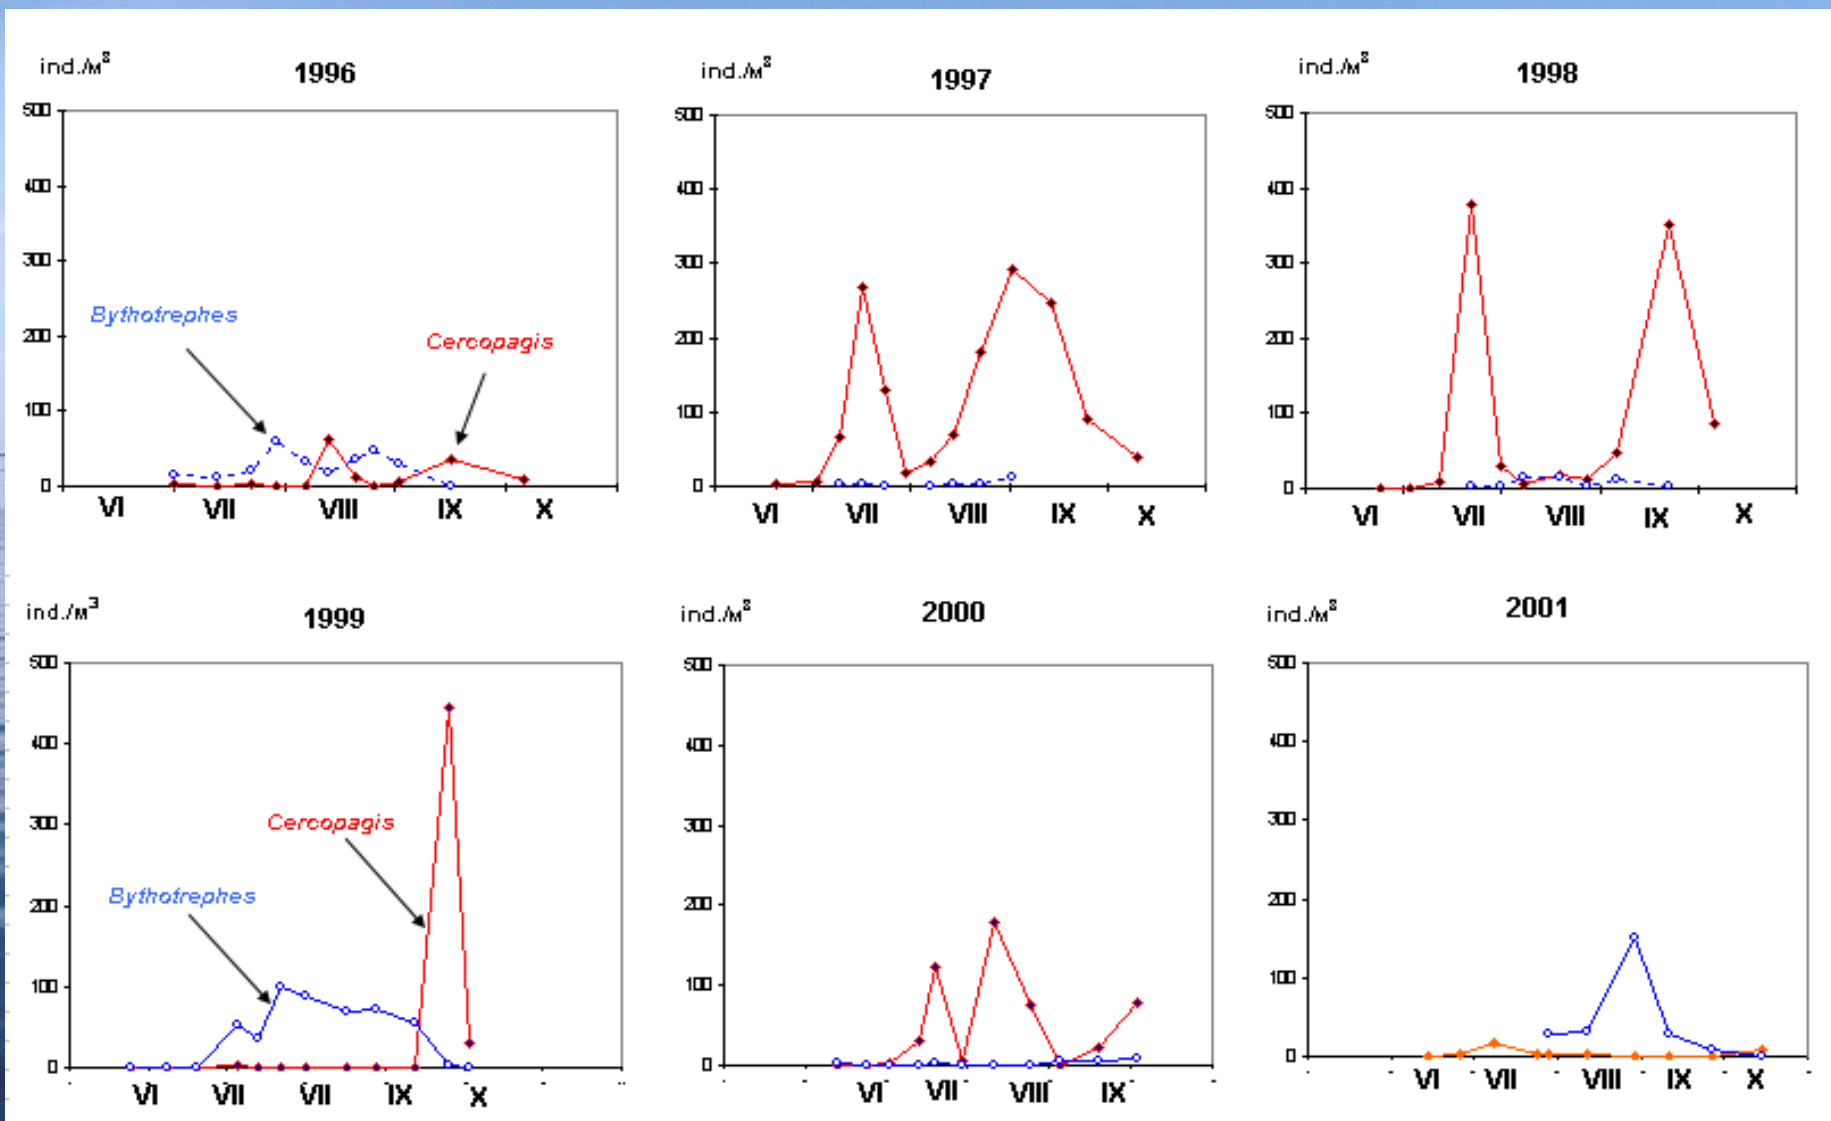 ind./м³ 1996
500
400
300
200
100
0
Bythotrephes
Cercopagis
VI VII VIII IX X
ind./м³ 1997
500
400
300
200
100
0
VI VII VIII IX X
ind./м³ 1998
500
400
300
200
100
0
VI VII VIII IX X
ind./м³ 1999
500
400
300
200
100
0
Cercopagis
Bythotrephes
VI VII VII IX X
ind./м³ 2000
500
400
300
200
100
0
VI VII VIII IX
ind./м³ 2001
500
400
300
200
100
0
VI VII VIII IX X